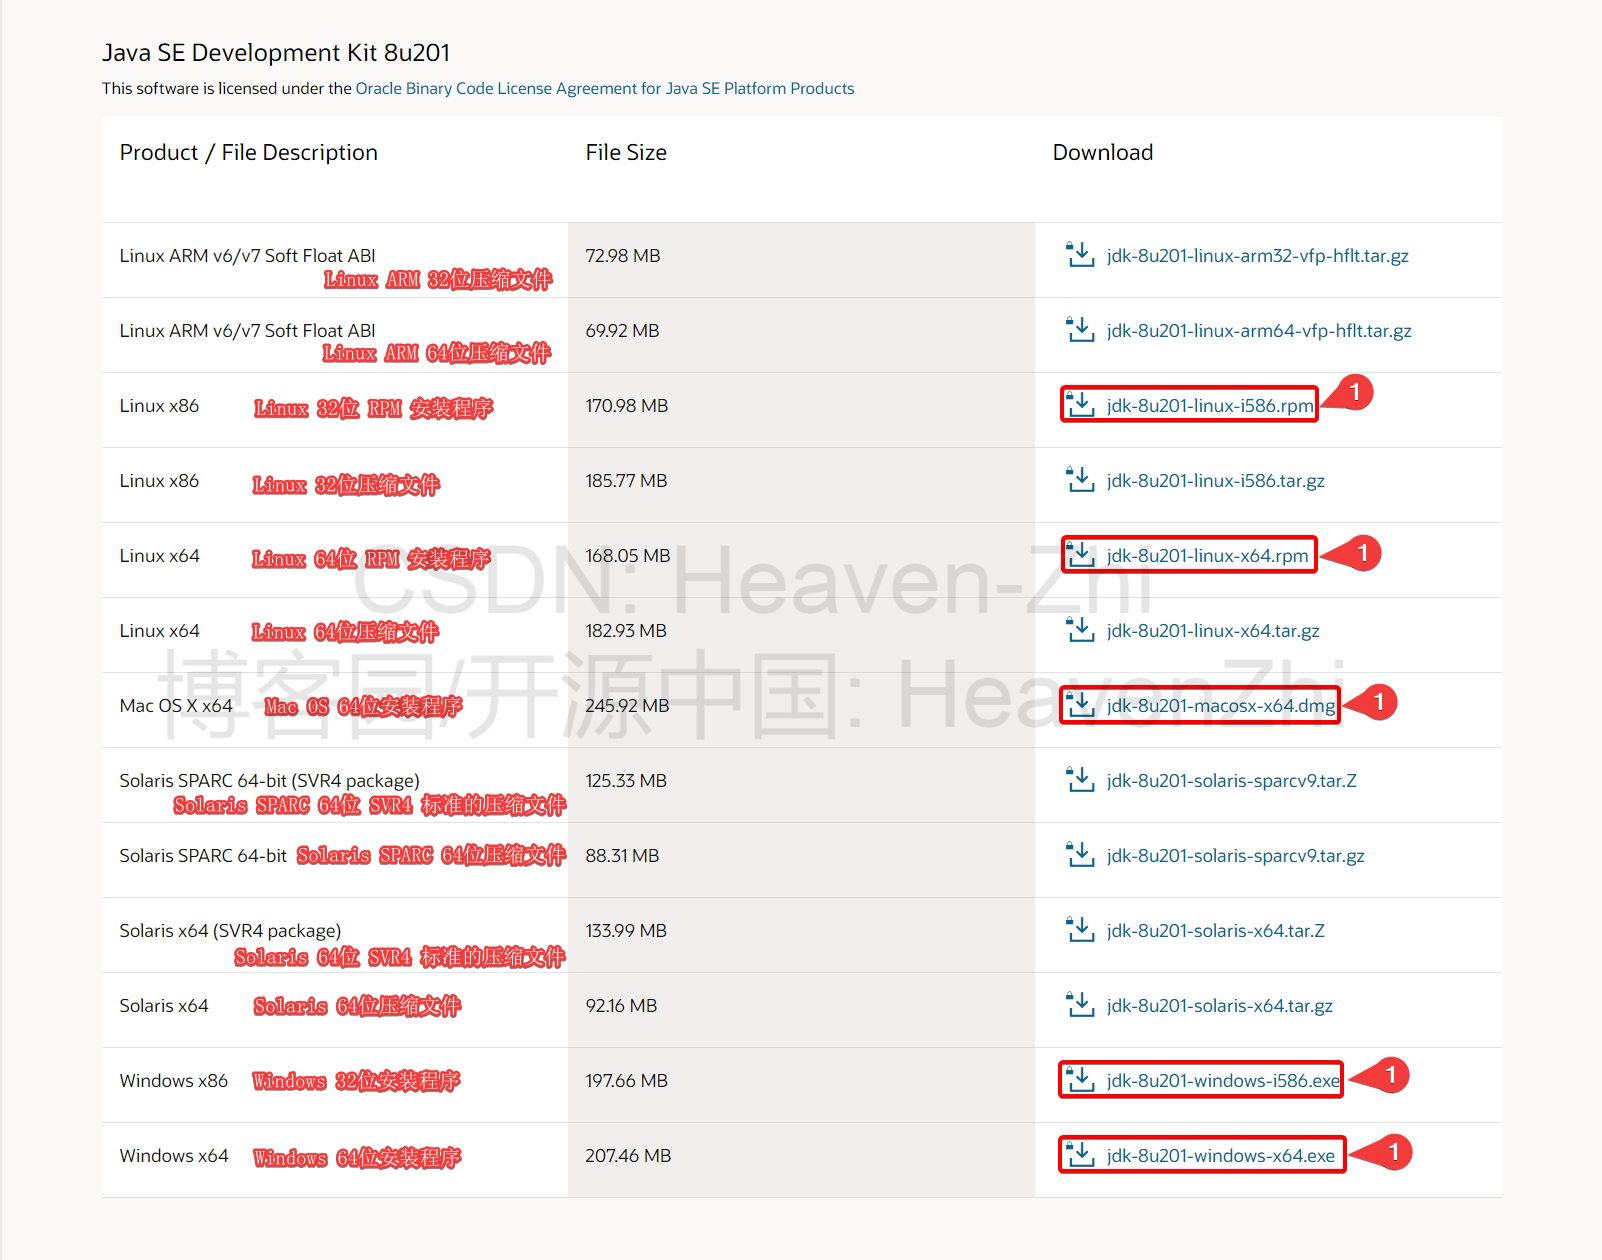 Java SE Development Kit 8u201
This software is licensed under the Oracle Binary Code License Agreement for Java SE Platform Products
Product / File Description File Size Download
Linux ARM v6/v7 Soft Float ABI 72.98 MB jdk-8u201-linux-arm32-vfp-hflt.tar.gz
Linux ARM 32位压缩文件
Linux ARM v6/v7 Soft Float ABI 69.92 MB jdk-8u201-linux-arm64-vfp-hflt.tar.gz
Linux ARM 64位压缩文件
Linux x86 Linux 32位 RPM 安装程序 170.98 MB jdk-8u201-linux-i586.rpm 1
Linux x86 Linux 32位压缩文件 185.77 MB jdk-8u201-linux-i586.tar.gz
Linux x64 Linux 64位 RPM 安装程序 168.05 MB jdk-8u201-linux-x64.rpm 1
CSDN: Heaven-Zhi
Linux x64 Linux 64位压缩文件 182.93 MB jdk-8u201-linux-x64.tar.gz
博客园/开源中国: HeavenZhi
Mac OS X x64 Mac OS 64位安装程序 245.92 MB jdk-8u201-macosx-x64.dmg 1
Solaris SPARC 64-bit (SVR4 package) 125.33 MB jdk-8u201-solaris-sparcv9.tar.Z
Solaris SPARC 64位 SVR4 标准的压缩文件
Solaris SPARC 64-bit Solaris SPARC 64位压缩文件 88.31 MB jdk-8u201-solaris-sparcv9.tar.gz
Solaris x64 (SVR4 package) 133.99 MB jdk-8u201-solaris-x64.tar.Z
Solaris 64位 SVR4 标准的压缩文件
Solaris x64 Solaris 64位压缩文件 92.16 MB jdk-8u201-solaris-x64.tar.gz
Windows x86 Windows 32位安装程序 197.66 MB jdk-8u201-windows-i586.exe 1
Windows x64 Windows 64位安装程序 207.46 MB jdk-8u201-windows-x64.exe 1